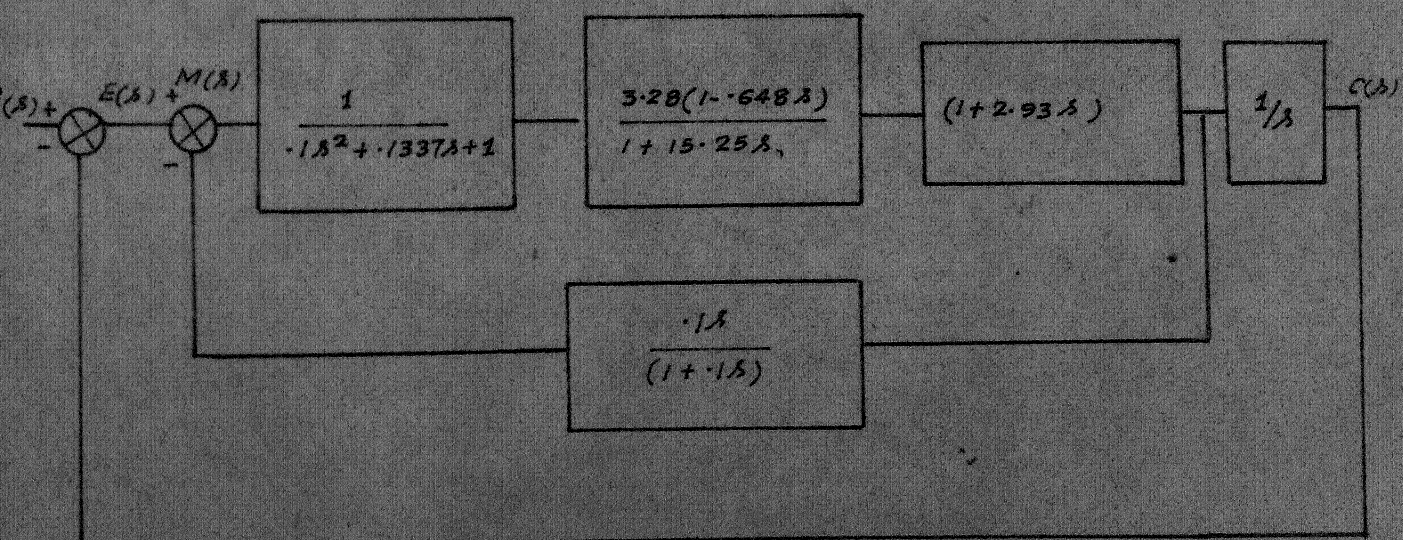 (s) +
-
E(s) +
M(s)
-
1
.1s² + .1337s+1
3.28(1-.648s)
1 + 15.25s
(1+2.93s)
1/s
C(s)
.1s
(1+.1s)